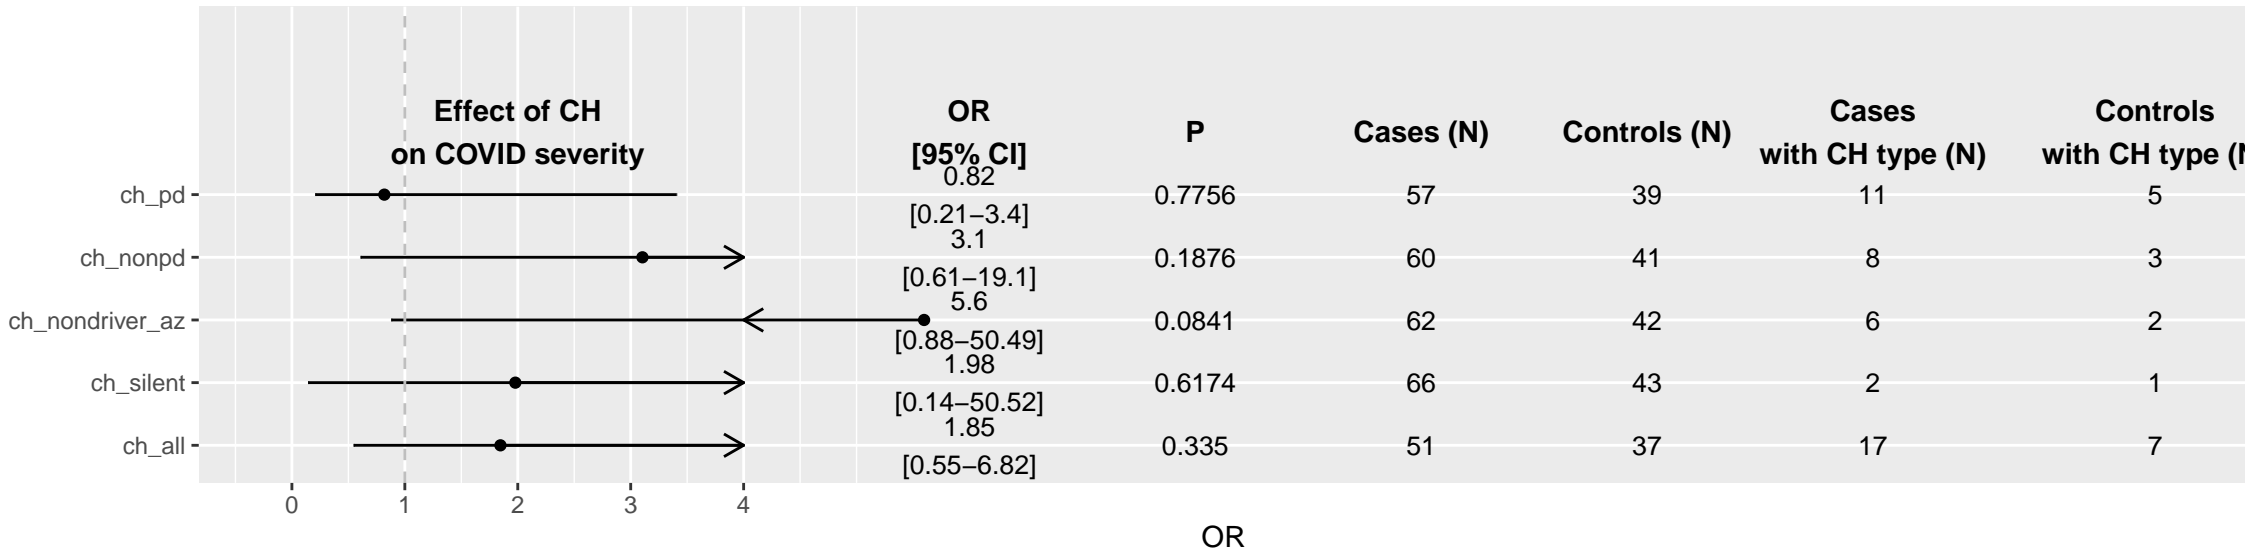 Effect of CH
on COVID severity
OR
[95% CI]
P
Cases (N)
Controls (N)
Cases
with CH type (N)
Controls
with CH type (
ch_pd
0.82
[0.21–3.4]
0.7756
57
39
11
5
ch_nonpd
3.1
[0.61–19.1]
0.1876
60
41
8
3
ch_nondriver_az
5.6
[0.88–50.49]
0.0841
62
42
6
2
ch_silent
1.98
[0.14–50.52]
0.6174
66
43
2
1
ch_all
1.85
[0.55–6.82]
0.335
51
37
17
7
0 1 2 3 4
OR